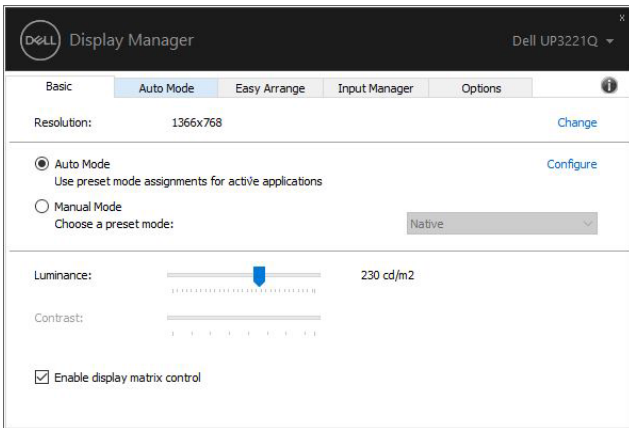 x
DELL Display Manager Dell UP3221Q
Basic Auto Mode Easy Arrange Input Manager Options
Resolution: 1366x768 Change
Auto Mode Configure
Use preset mode assignments for active applications
Manual Mode
Choose a preset mode: Native
Luminance: 230 cd/m2
Contrast:
Enable display matrix control